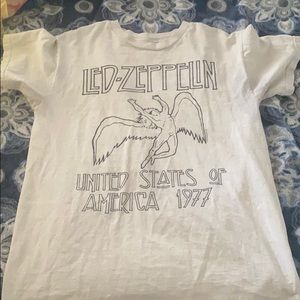 LED-ZEPPELIN
UNITED STATES OF
AMERICA 1977